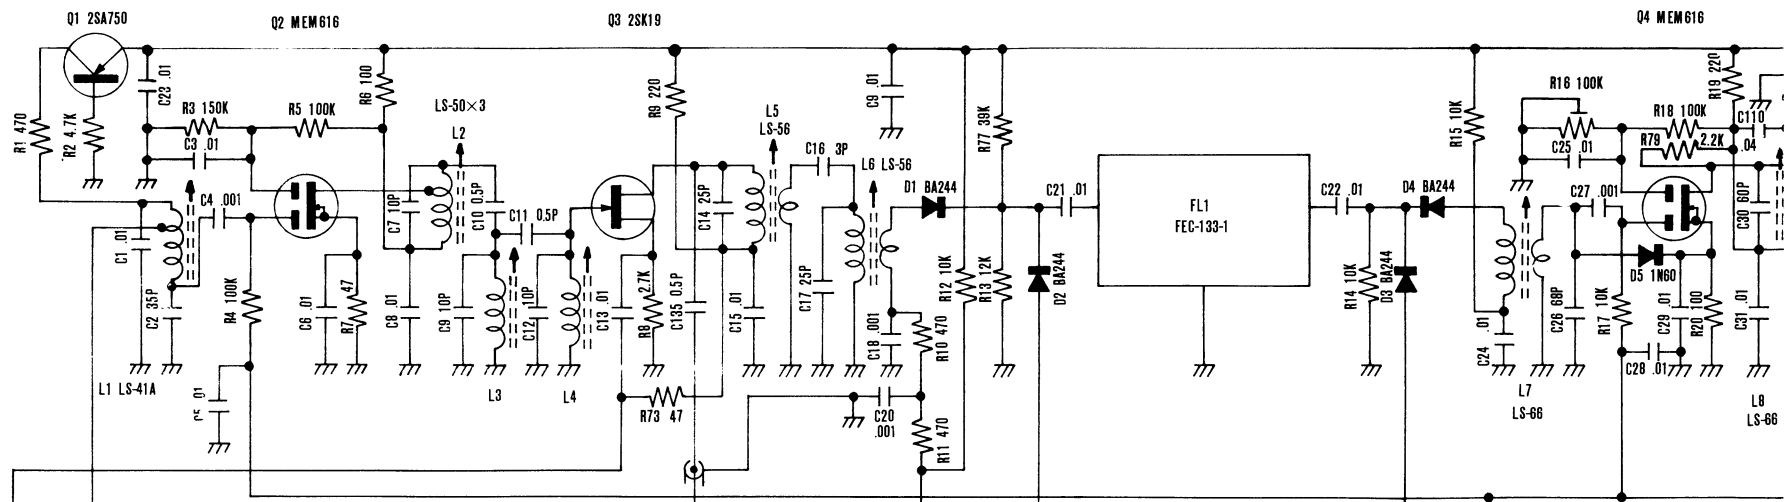 Q1 2SA750
Q2 MEM616
Q3 2SK19
Q4 MEM616
R1 470
R2 4.7K
C23 .01
R3 150K
C3 .01
R5 100K
R6 100
LS-50×3
L2
R9 220
L5
LS-56
C9 .01
R77 39K
R15 10K
R16 100K
C25 .01
R18 100K
R79
2.2K
R19 220
C110
.04
C4 .001
C1 .01
C2 35P
R4 100K
C5 .01
L1 LS-41A
C6 .01
R7 47
C7 10P
C8 .01
C10 0.5P
C11 0.5P
C9 10P
C12 10P
L3
L4
C13 .01
R8 2.7K
R73 47
C14 25P
C135 0.5P
C15 .01
C16 3P
L6 LS-56
C17 25P
C18 .001
R10 470
C20
.001
R11 470
D1 BA244
R12 10K
R13 12K
D2 BA244
C21 .01
FL1
FEC-133-1
C22 .01
R14 10K
D3 BA244
D4 BA244
C24 .01
L7
LS-66
C27 .001
C26 68P
D5 1N60
R17 10K
C28 .01
C29 .01
R20 100
C30 60P
C31 .01
L8
LS-66